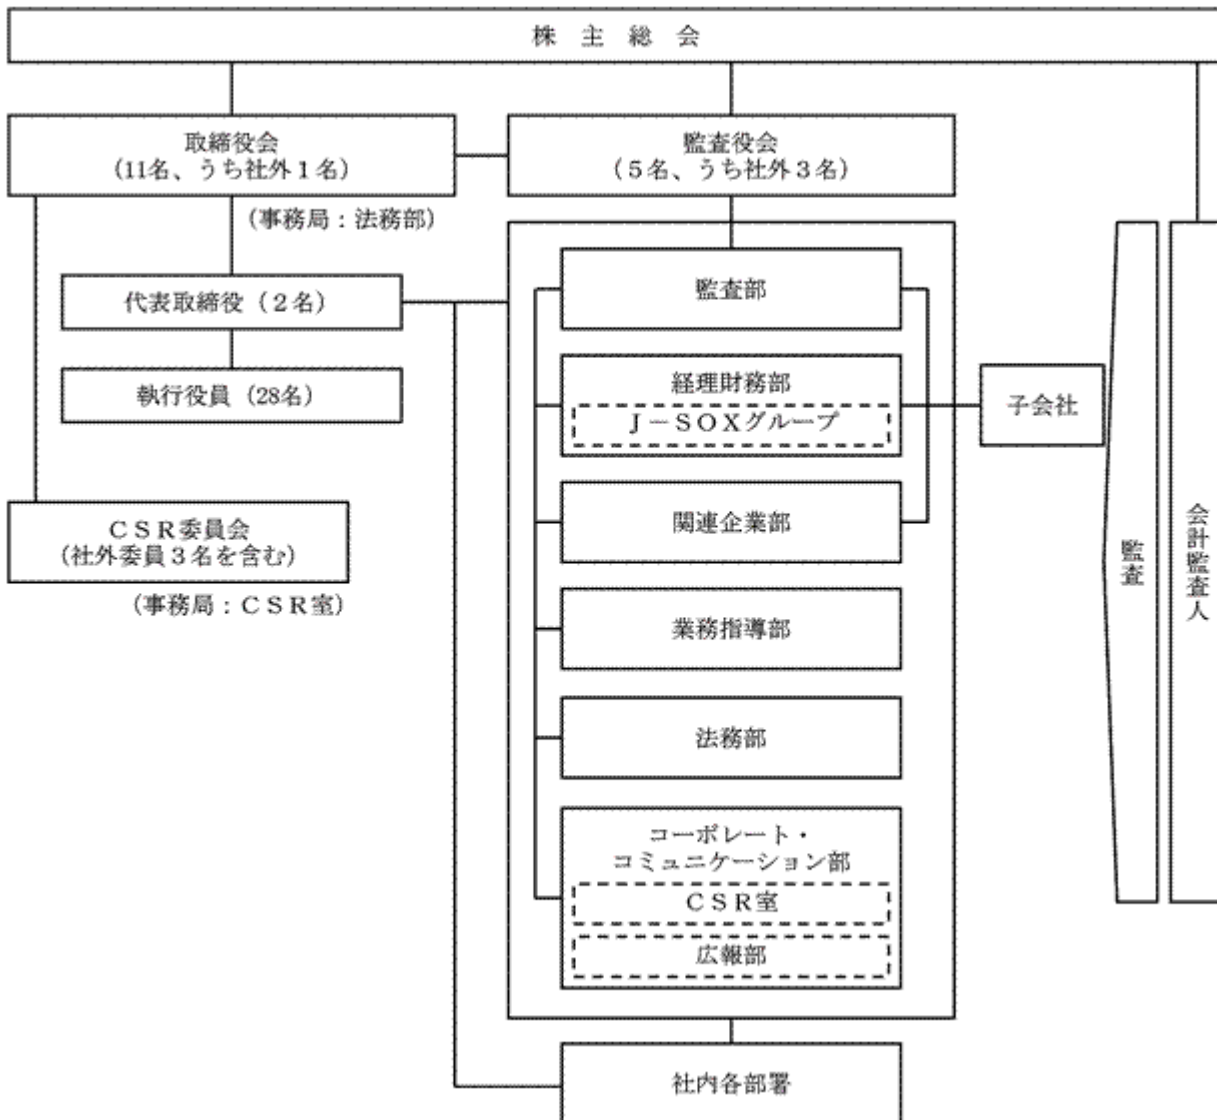 株 主 総 会
取締役会
(11名、うち社外１名)
監査役会
(５名、うち社外３名)
(事務局：法務部)
代表取締役（２名）
執行役員（28名）
ＣＳＲ委員会
(社外委員３名を含む)
(事務局：ＣＳＲ室)
監査部
経理財務部
Ｊ－ＳＯＸグループ
関連企業部
業務指導部
法務部
コーポレート・
コミュニケーション部
ＣＳＲ室
広報部
社内各部署
子会社
監査
会計監査人